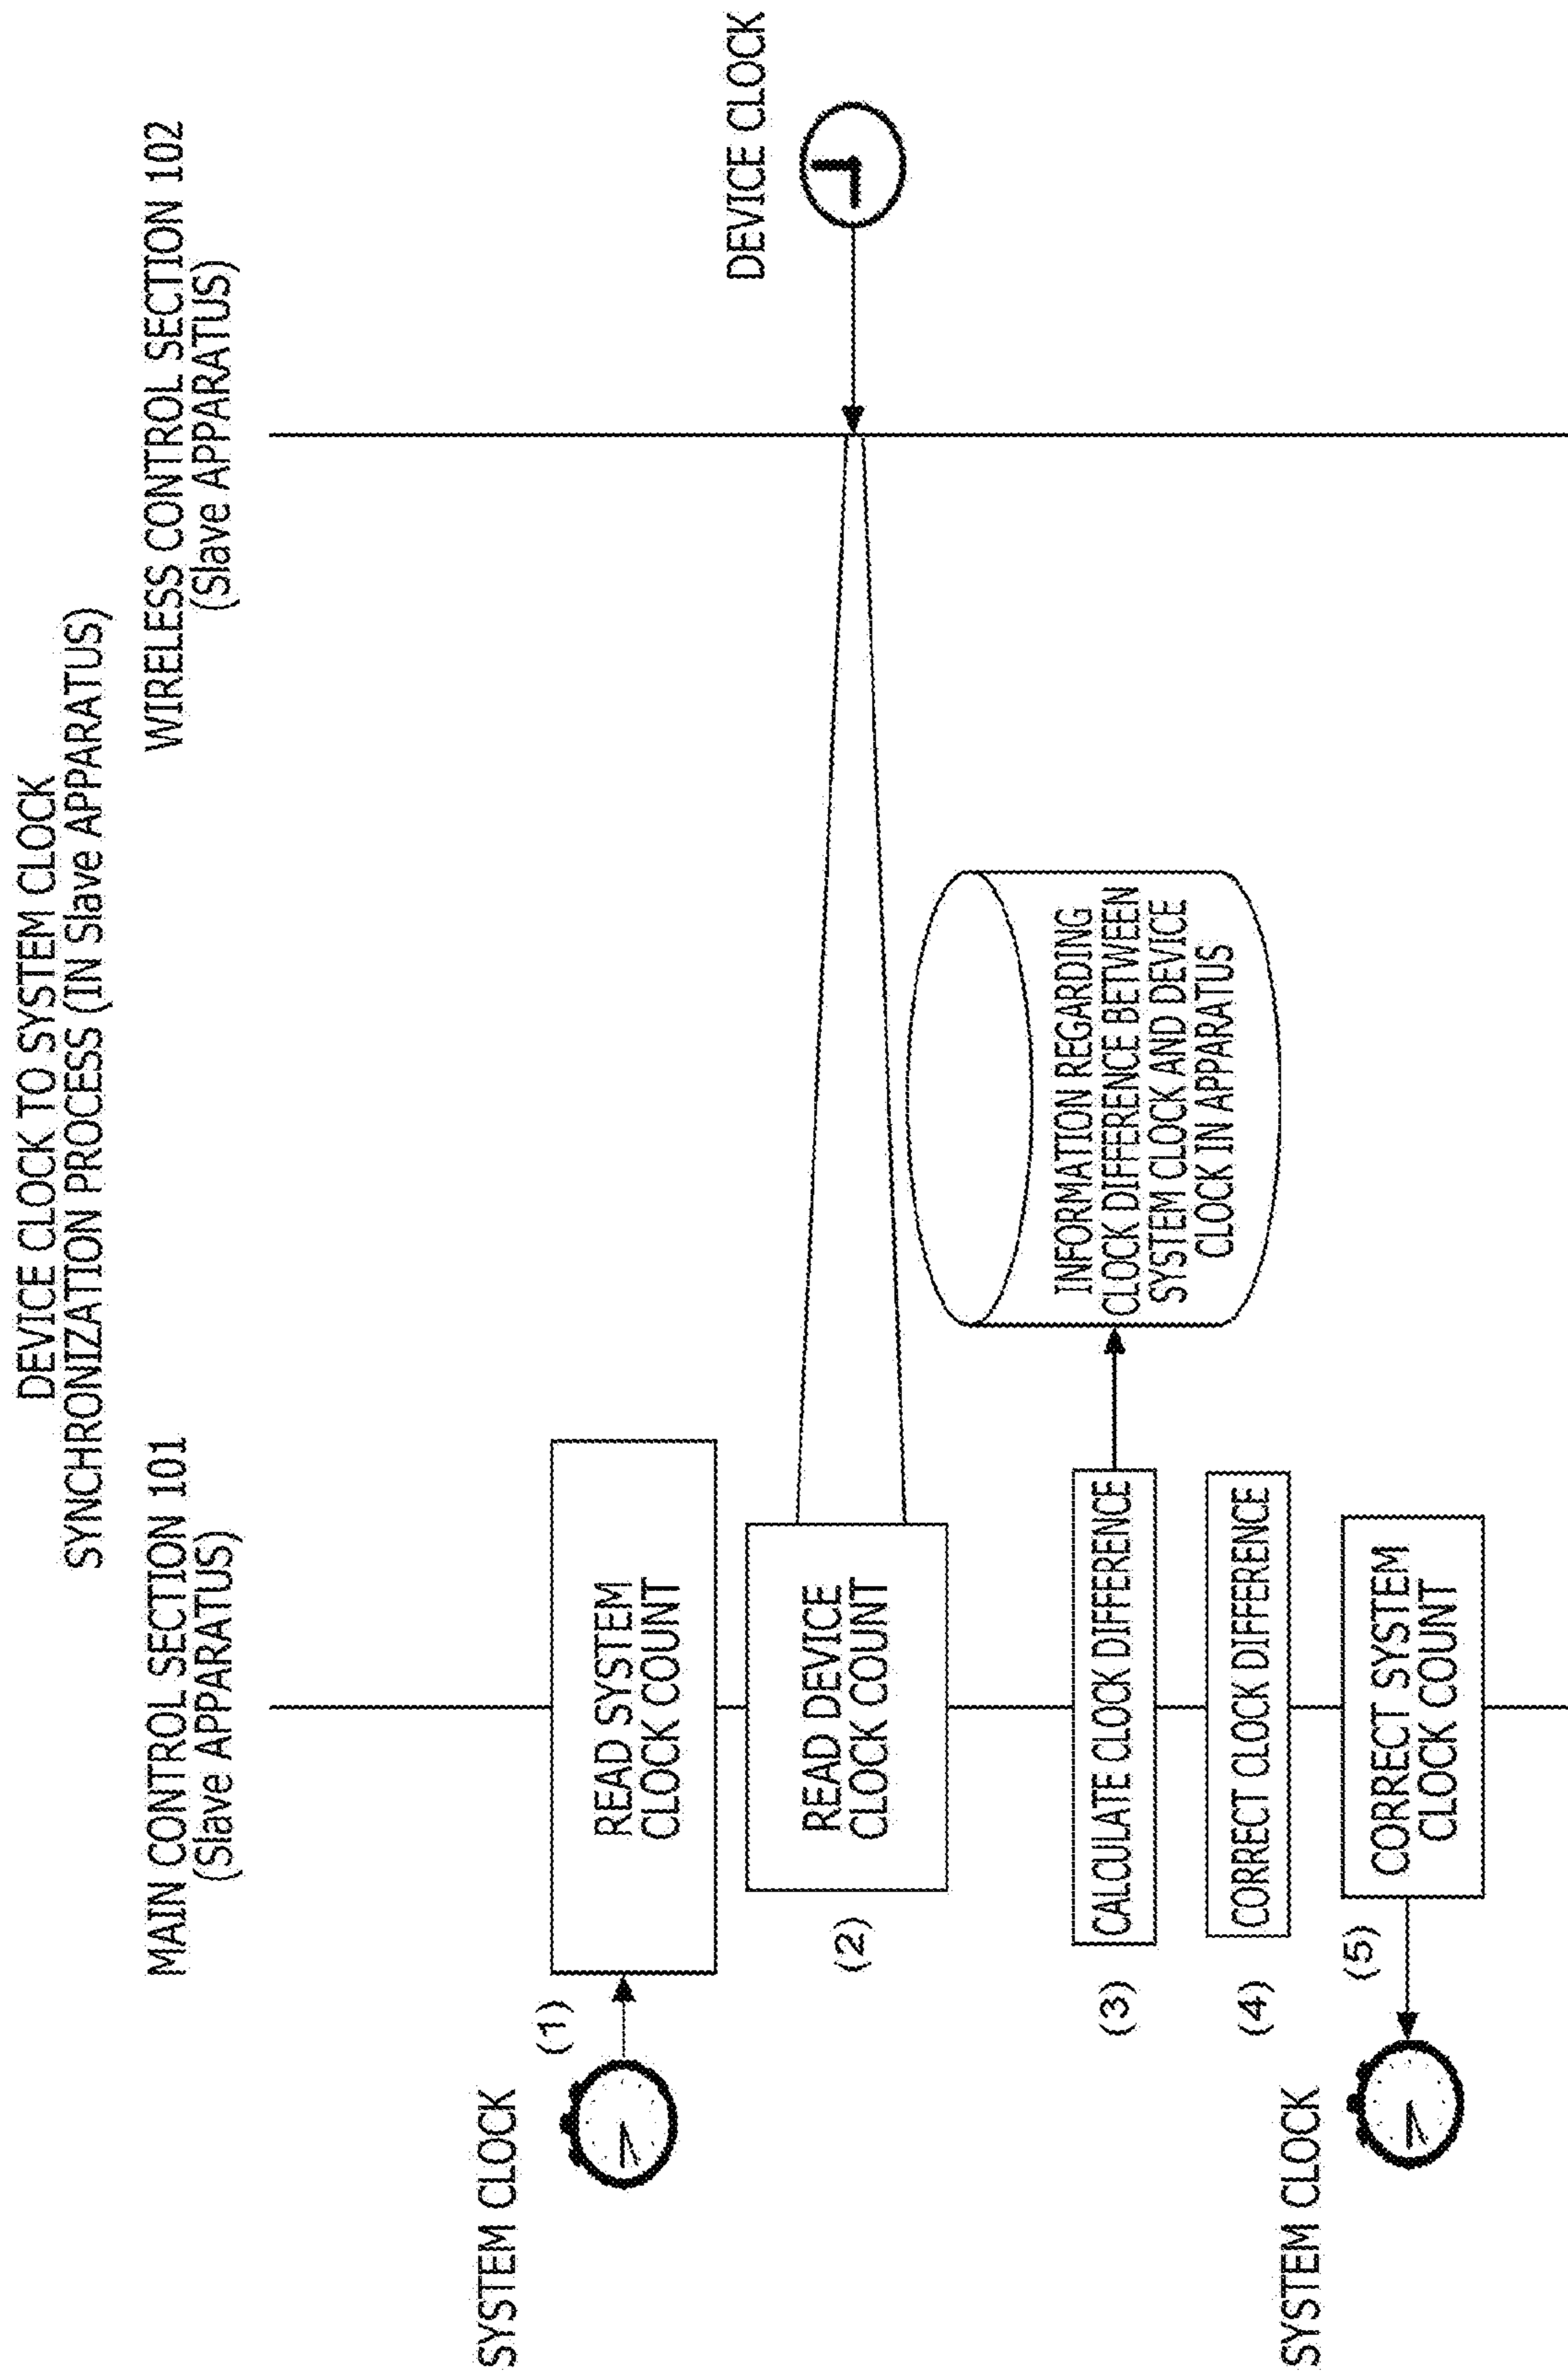 DEVICE CLOCK TO SYSTEM CLOCK
SYNCHRONIZATION PROCESS (IN Slave APPARATUS)
MAIN CONTROL SECTION 101
(Slave APPARATUS)
WIRELESS CONTROL SECTION 102
(Slave APPARATUS)
SYSTEM CLOCK
(1)
READ SYSTEM
CLOCK COUNT
DEVICE CLOCK
(2)
READ DEVICE
CLOCK COUNT
(3)
CALCULATE CLOCK DIFFERENCE
INFORMATION REGARDING
CLOCK DIFFERENCE BETWEEN
SYSTEM CLOCK AND DEVICE
CLOCK IN APPARATUS
(4)
CORRECT CLOCK DIFFERENCE
SYSTEM CLOCK
(5)
CORRECT SYSTEM
CLOCK COUNT